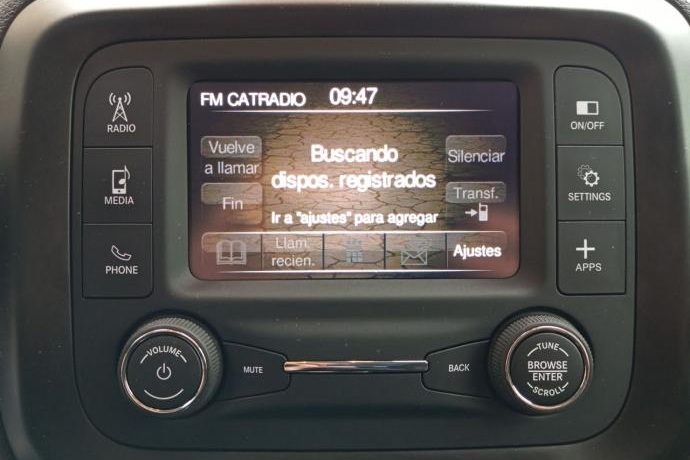 FM CATRADIO 09:47
RADIO
MEDIA
PHONE
Vuelve
a llamar
Fin
Buscando
dispos. registrados
Ir a "ajustes" para agregar
Silenciar
Transf.
Llam.
recien.
Ajustes
ON/OFF
SETTINGS
APPS
VOLUME
MUTE
BACK
TUNE
BROWSE
ENTER
SCROLL